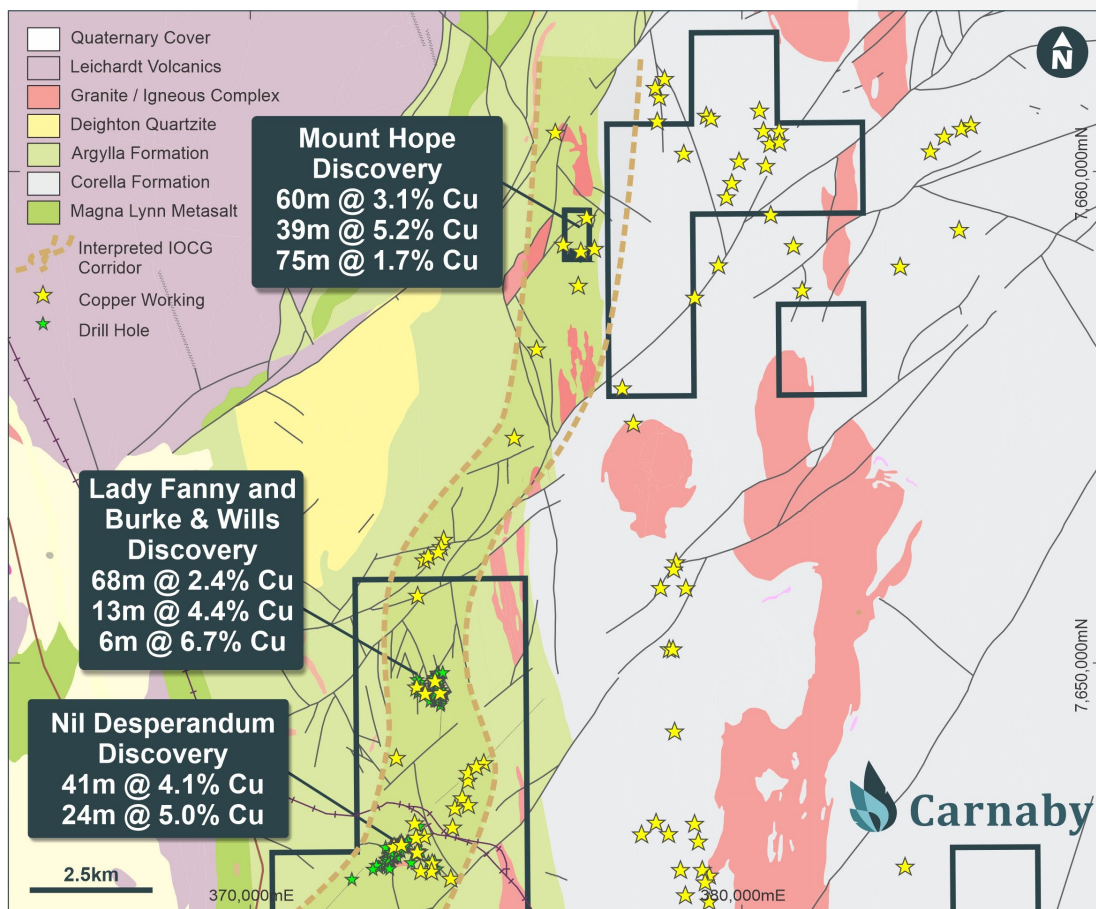 Quaternary Cover
Leichardt Volcanics
Granite / Igneous Complex
Deighton Quartzite
Argylla Formation
Corella Formation
Magna Lynn Metasalt
Interpreted IOCG
Corridor
Copper Working
Drill Hole
N
Mount Hope
Discovery
60m @ 3.1% Cu
39m @ 5.2% Cu
75m @ 1.7% Cu
7,660,000mN
Lady Fanny and
Burke & Wills
Discovery
68m @ 2.4% Cu
13m @ 4.4% Cu
6m @ 6.7% Cu
7,650,000mN
Nil Desperandum
Discovery
41m @ 4.1% Cu
24m @ 5.0% Cu
Carnaby
2.5km
370,000mE
380,000mE